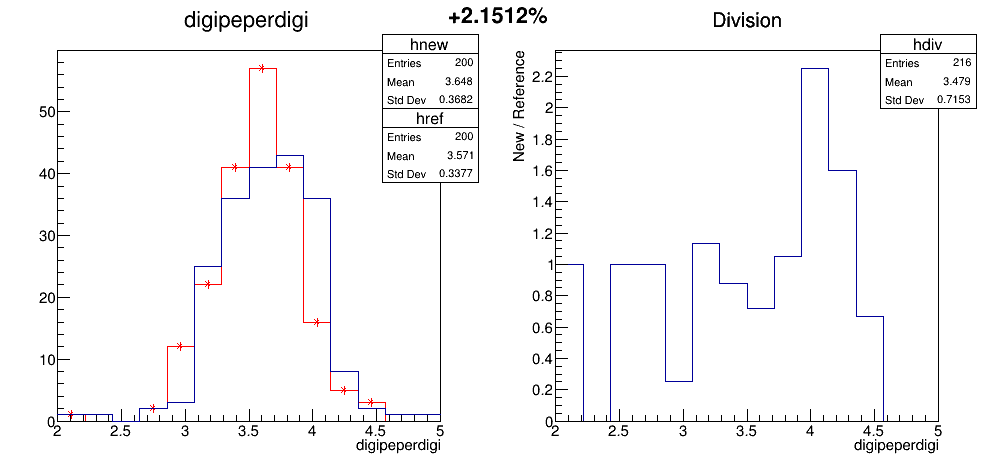 digipeperdigi
+2.1512%
Division
hnew
Entries 200
Mean 3.648
Std Dev 0.3682
href
Entries 200
Mean 3.571
Std Dev 0.3377
50
40
30
20
10
0
2 2.5 3 3.5 4 4.5 5
digipeperdigi
hdiv
Entries 216
Mean 3.479
Std Dev 0.7153
New / Reference
2.2
2
1.8
1.6
1.4
1.2
1
0.8
0.6
0.4
0.2
0
2 2.5 3 3.5 4 4.5 5
digipeperdigi